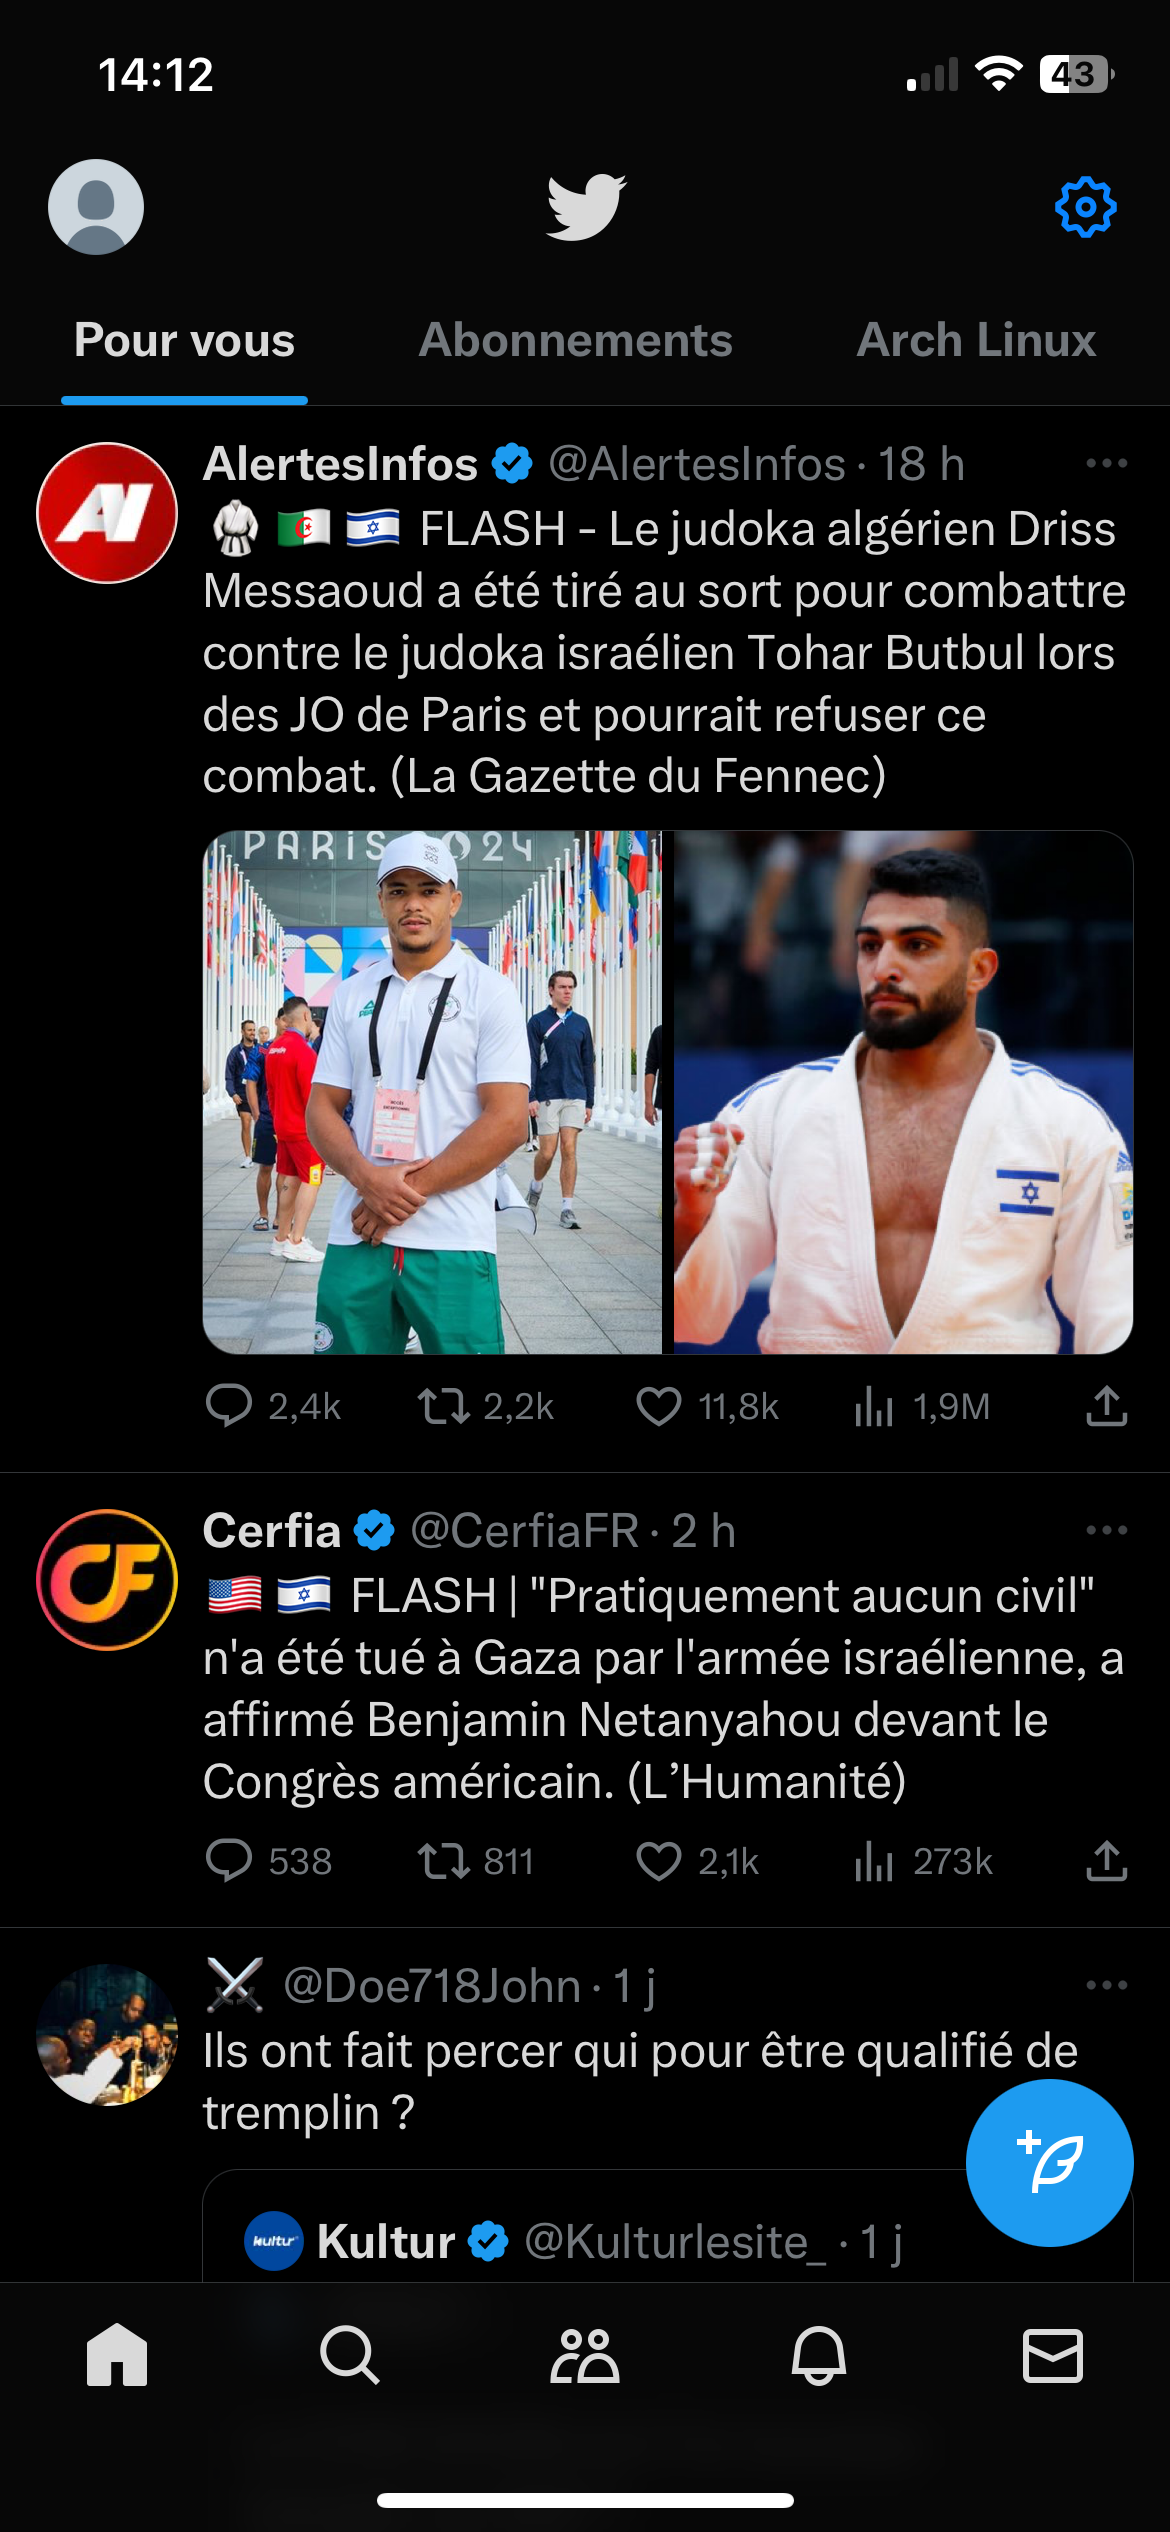 14:12
43
Pour vous
Abonnements
Arch Linux
AlertesInfos @AlertesInfos · 18 h
AI
🥋 🇩🇿 🇮🇱 FLASH - Le judoka algérien Driss
Messaoud a été tiré au sort pour combattre
contre le judoka israélien Tohar Butbul lors
des JO de Paris et pourrait refuser ce
combat. (La Gazette du Fennec)
PARIS 2024
2,4k
2,2k
11,8k
1,9M
Cerfia @CerfiaFR · 2 h
CF
🇺🇸 🇮🇱 FLASH | "Pratiquement aucun civil"
n'a été tué à Gaza par l'armée israélienne, a
affirmé Benjamin Netanyahou devant le
Congrès américain. (L’Humanité)
538
811
2,1k
273k
⚔️ @Doe718John · 1 j
Ils ont fait percer qui pour être qualifié de
tremplin ?
kultur
Kultur @Kulturlesite_ · 1 j